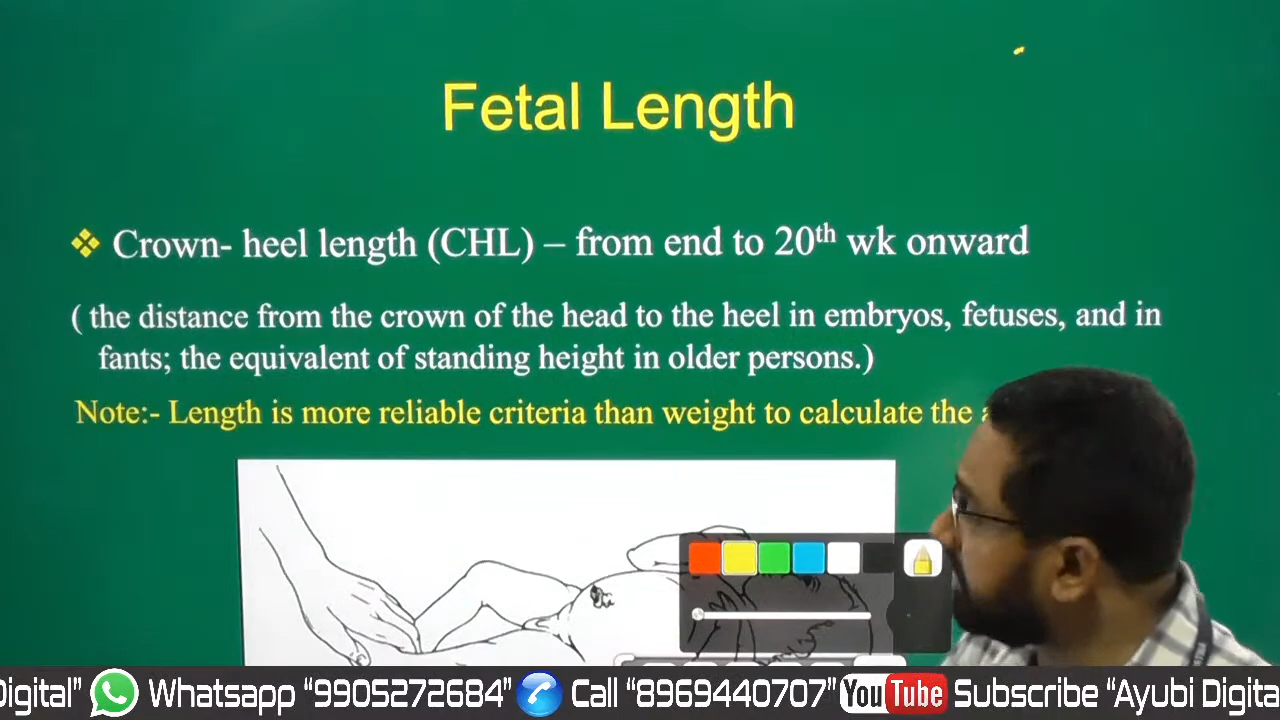 Fetal Length
❖ Crown- heel length (CHL) – from end to 20th wk onward
( the distance from the crown of the head to the heel in embryos, fetuses, and in
fants; the equivalent of standing height in older persons.)
Note:- Length is more reliable criteria than weight to calculate the
Digital” Whatsapp “9905272684” Call “8969440707” YouTube Subscribe “Ayubi Digita